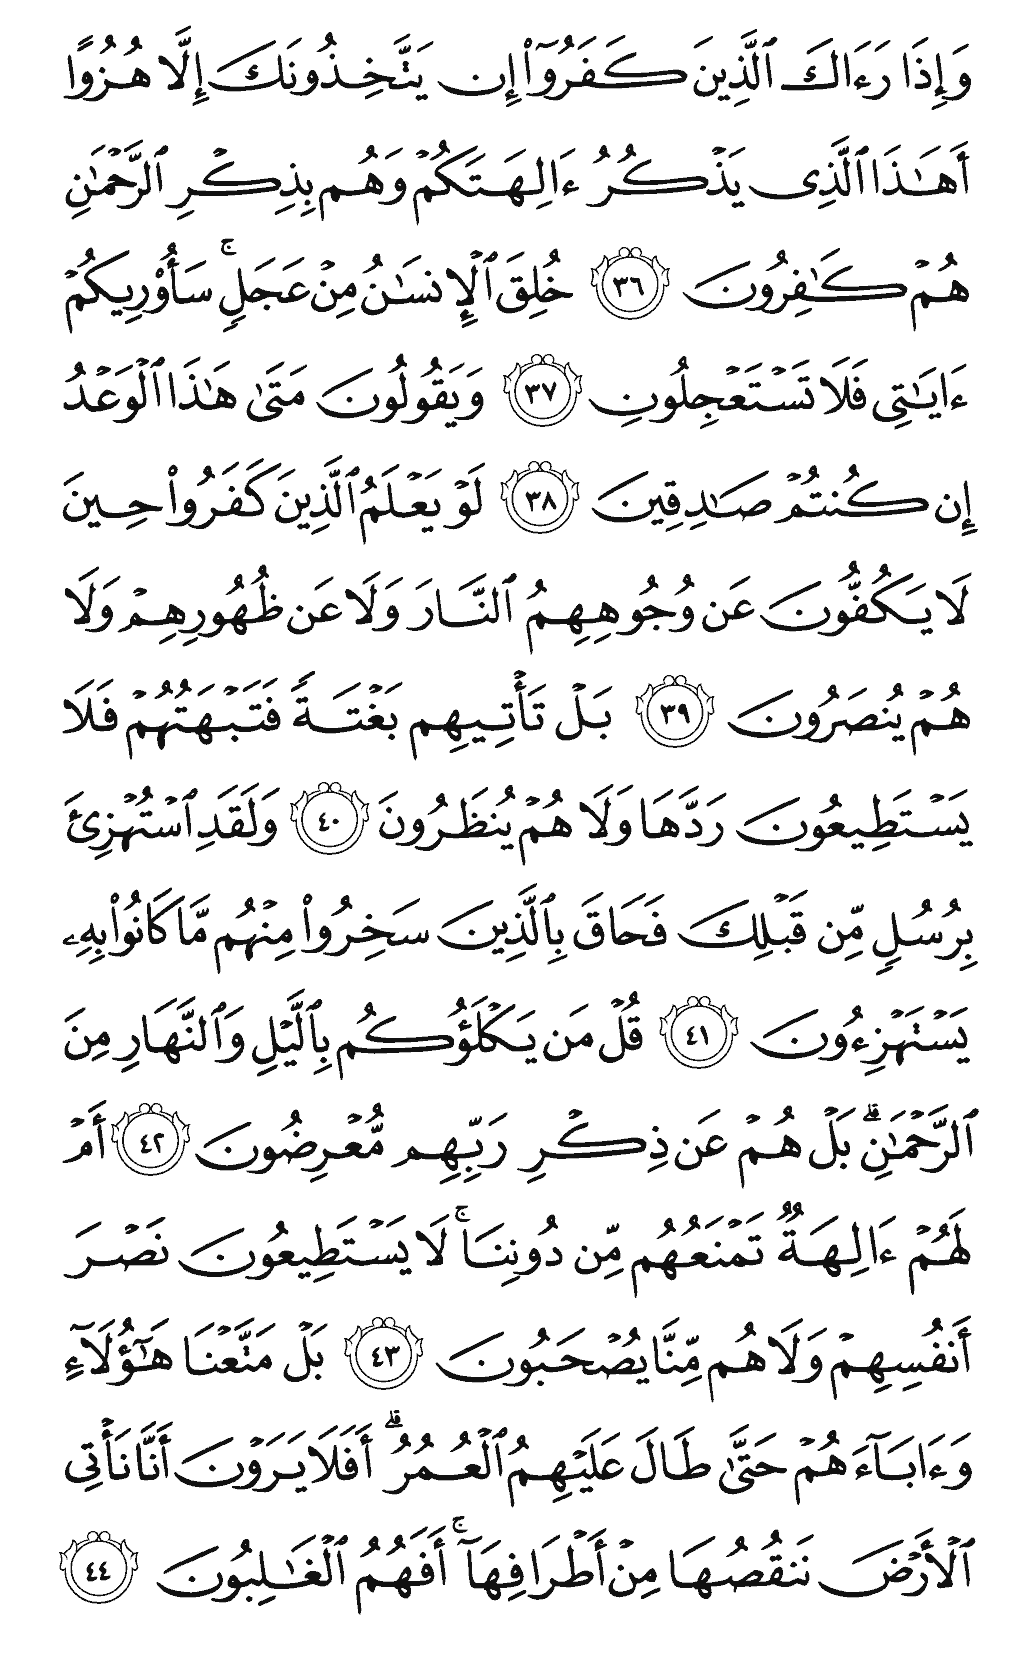 وَإِذَا رَءَاكَ ٱلَّذِينَ كَفَرُوٓا۟ إِن يَتَّخِذُونَكَ إِلَّا هُزُوًا
أَهَٰذَا ٱلَّذِى يَذْكُرُ ءَالِهَتَكُمْ وَهُم بِذِكْرِ ٱلرَّحْمَٰنِ
هُمْ كَٰفِرُونَ ٣٦ خُلِقَ ٱلْإِنسَٰنُ مِنْ عَجَلٍ ۚ سَأُو۟رِيكُمْ
ءَايَٰتِى فَلَا تَسْتَعْجِلُونِ ٣٧ وَيَقُولُونَ مَتَىٰ هَٰذَا ٱلْوَعْدُ
إِن كُنتُمْ صَٰدِقِينَ ٣٨ لَوْ يَعْلَمُ ٱلَّذِينَ كَفَرُوا۟ حِينَ
لَا يَكُفُّونَ عَن وُجُوهِهِمُ ٱلنَّارَ وَلَا عَن ظُهُورِهِمْ وَلَا
هُمْ يُنصَرُونَ ٣٩ بَلْ تَأْتِيهِم بَغْتَةً فَتَبْهَتُهُمْ فَلَا
يَسْتَطِيعُونَ رَدَّهَا وَلَا هُمْ يُنظَرُونَ ٤٠ وَلَقَدِ ٱسْتُهْزِئَ
بِرُسُلٍ مِّن قَبْلِكَ فَحَاقَ بِٱلَّذِينَ سَخِرُوا۟ مِنْهُم مَّا كَانُوا۟ بِهِۦ
يَسْتَهْزِءُونَ ٤١ قُلْ مَن يَكْلَؤُكُم بِٱلَّيْلِ وَٱلنَّهَارِ مِنَ
ٱلرَّحْمَٰنِ ۗ بَلْ هُمْ عَن ذِكْرِ رَبِّهِم مُّعْرِضُونَ ٤٢ أَمْ
لَهُمْ ءَالِهَةٌ تَمْنَعُهُم مِّن دُونِنَا ۚ لَا يَسْتَطِيعُونَ نَصْرَ
أَنفُسِهِمْ وَلَا هُم مِّنَّا يُصْحَبُونَ ٤٣ بَلْ مَتَّعْنَا هَٰٓؤُلَآءِ
وَءَابَآءَهُمْ حَتَّىٰ طَالَ عَلَيْهِمُ ٱلْعُمُرُ ۗ أَفَلَا يَرَوْنَ أَنَّا نَأْتِى
ٱلْأَرْضَ نَنقُصُهَا مِنْ أَطْرَافِهَآ ۚ أَفَهُمُ ٱلْغَٰلِبُونَ ٤٤